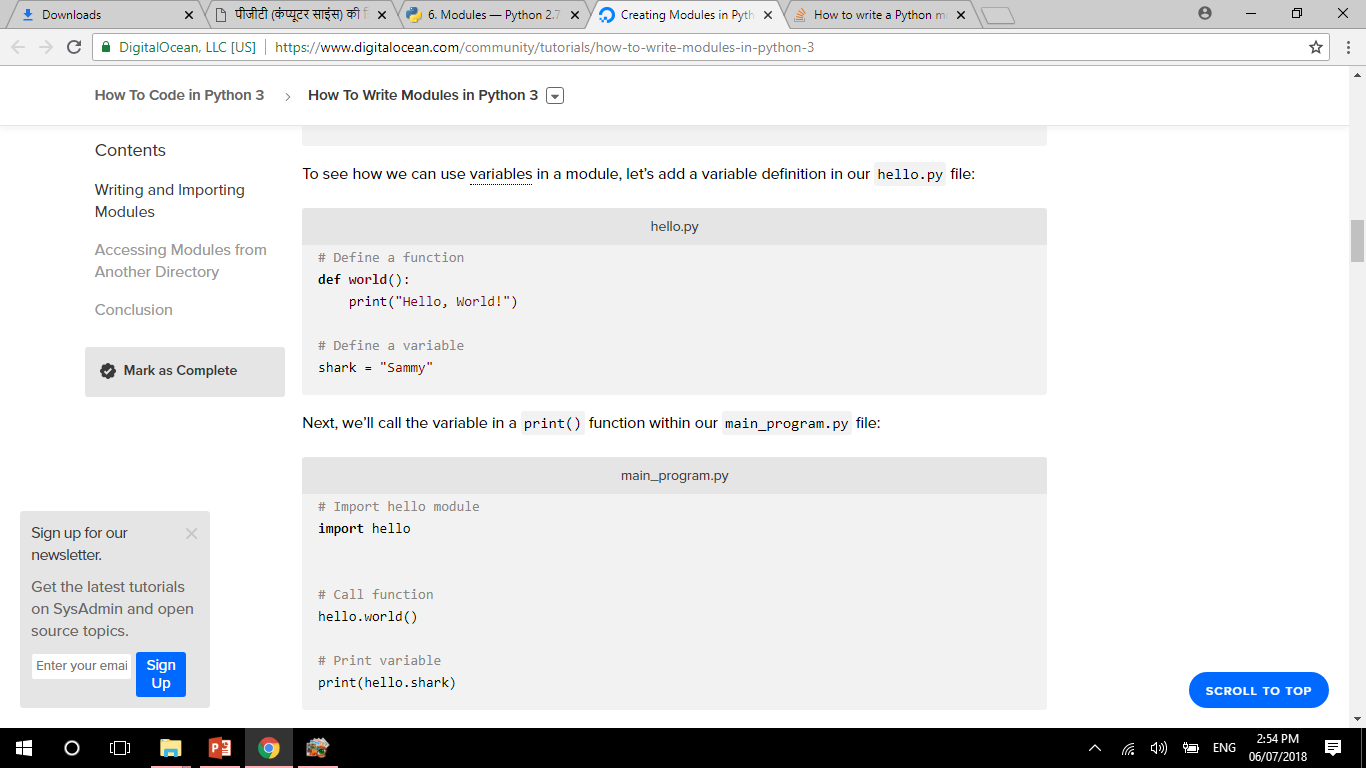 Downloads
पीजीटी (कंप्यूटर साइंस) की
6. Modules — Python 2.7
Creating Modules in Pyth
How to write a Python m
DigitalOcean, LLC [US]
https://www.digitalocean.com/community/tutorials/how-to-write-modules-in-python-3
How To Code in Python 3 › How To Write Modules in Python 3
Contents
Writing and Importing
Modules
Accessing Modules from
Another Directory
Conclusion
Mark as Complete
To see how we can use variables in a module, let’s add a variable definition in our hello.py file:
hello.py
# Define a function
def world():
    print("Hello, World!")
# Define a variable
shark = "Sammy"
Next, we’ll call the variable in a print() function within our main_program.py file:
main_program.py
# Import hello module
import hello
# Call function
hello.world()
# Print variable
print(hello.shark)
Sign up for our
newsletter.
Get the latest tutorials
on SysAdmin and open
source topics.
Enter your emai
Sign
Up
SCROLL TO TOP
ENG
2:54 PM
06/07/2018